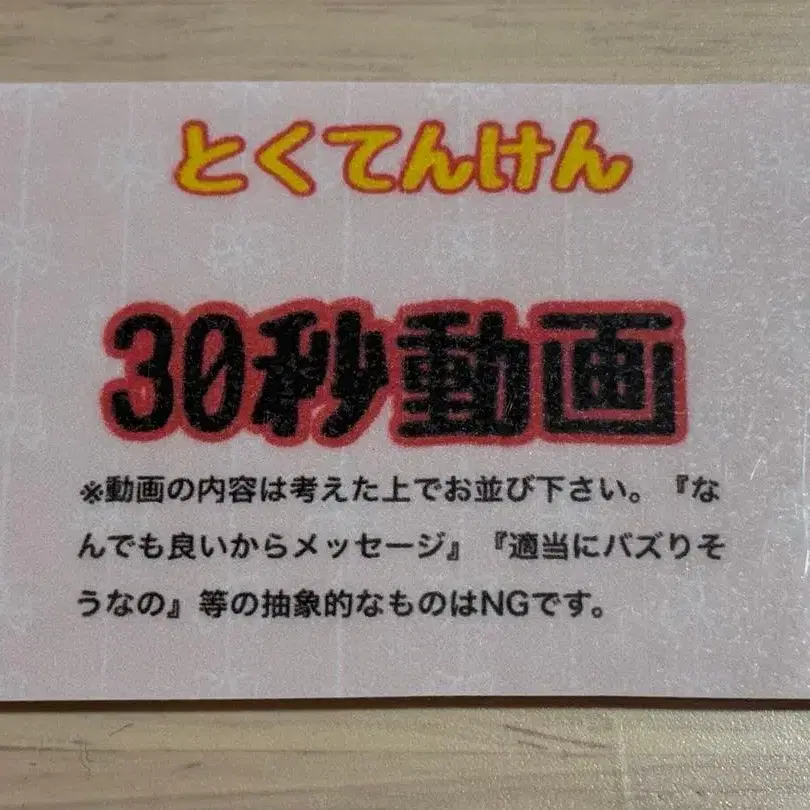 とくてんけん
30秒動画
※動画の内容は考えた上でお並び下さい。『な
んでも良いからメッセージ』『適当にバズりそ
うなの』等の抽象的なものはNGです。